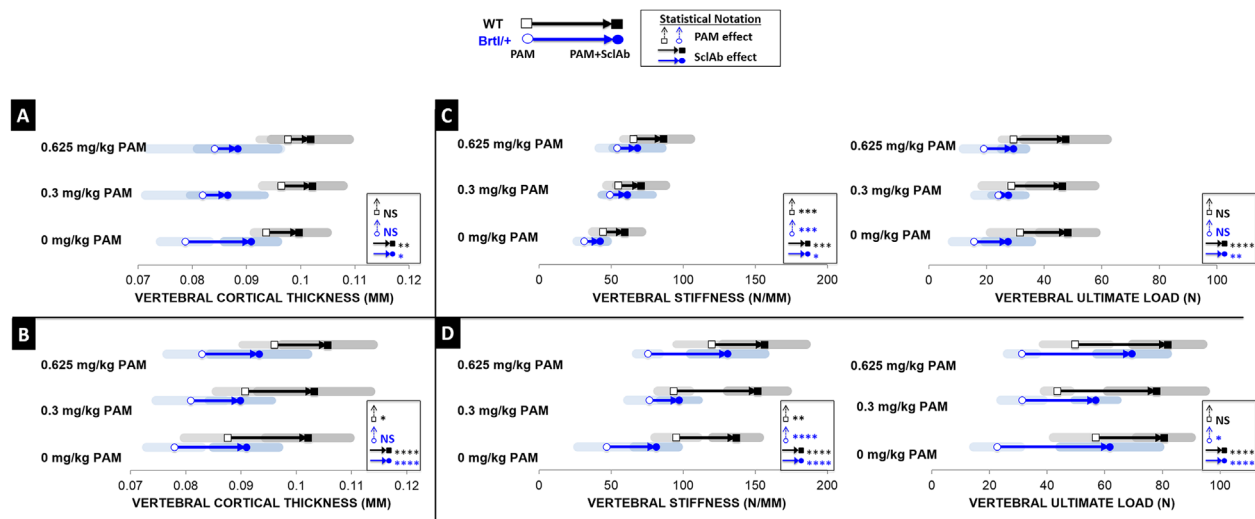 WT
Brtl/+
PAM
PAM+SclAb
Statistical Notation
PAM effect
SclAb effect
A
0.625 mg/kg PAM
0.3 mg/kg PAM
0 mg/kg PAM
NS
NS
**
*
0.07 0.08 0.09 0.1 0.11 0.12
VERTEBRAL CORTICAL THICKNESS (MM)
C
0.625 mg/kg PAM
0.3 mg/kg PAM
0 mg/kg PAM
***
***
***
*
0 50 100 150 200
VERTEBRAL STIFFNESS (N/MM)
0.625 mg/kg PAM
0.3 mg/kg PAM
0 mg/kg PAM
NS
NS
****
**
0 20 40 60 80 100
VERTEBRAL ULTIMATE LOAD (N)
B
0.625 mg/kg PAM
0.3 mg/kg PAM
0 mg/kg PAM
*
NS
****
****
0.07 0.08 0.09 0.1 0.11 0.12
VERTEBRAL CORTICAL THICKNESS (MM)
D
0.625 mg/kg PAM
0.3 mg/kg PAM
0 mg/kg PAM
**
****
****
****
0 50 100 150 200
VERTEBRAL STIFFNESS (N/MM)
0.625 mg/kg PAM
0.3 mg/kg PAM
0 mg/kg PAM
NS
*
****
****
0 20 40 60 80 100
VERTEBRAL ULTIMATE LOAD (N)